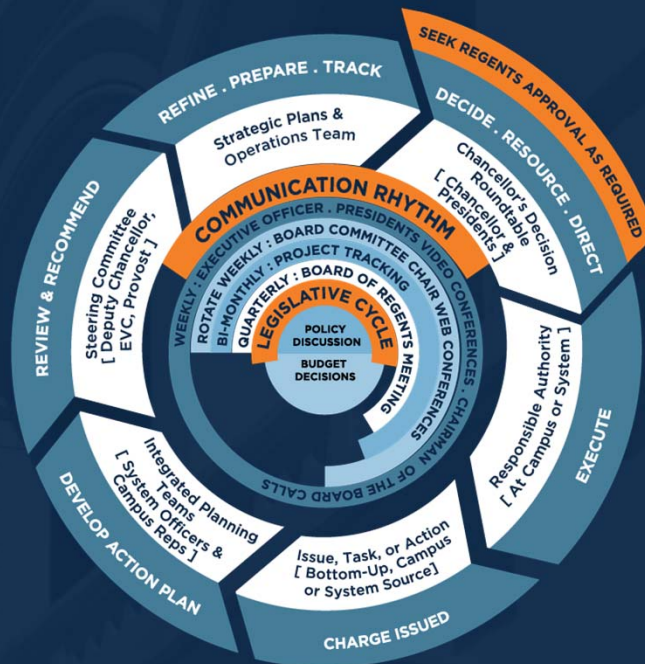 SEEK REGENTS APPROVAL AS REQUIRED
REFINE . PREPARE . TRACK
Strategic Plans &
Operations Team
DECIDE . RESOURCE . DIRECT
Chancellor's Decision
Roundtable
[ Chancellor &
Presidents ]
EXECUTE
Responsible Authority
[ At Campus or System ]
CHARGE ISSUED
Issue, Task, or Action
[ Bottom-Up, Campus
or System Source]
DEVELOP ACTION PLAN
Integrated Planning
Teams
[ System Officers &
Campus Reps ]
REVIEW & RECOMMEND
Steering Committee
[ Deputy Chancellor,
EVC, Provost ]
COMMUNICATION RHYTHM
WEEKLY : EXECUTIVE OFFICER . PRESIDENTS VIDEO CONFERENCES . CHAIRMAN OF THE BOARD CALLS
ROTATE WEEKLY : BOARD COMMITTEE CHAIR WEB CONFERENCES
BI-MONTHLY : PROJECT TRACKING
QUARTERLY : BOARD OF REGENTS MEETING
LEGISLATIVE CYCLE
POLICY
DISCUSSION
BUDGET
DECISIONS